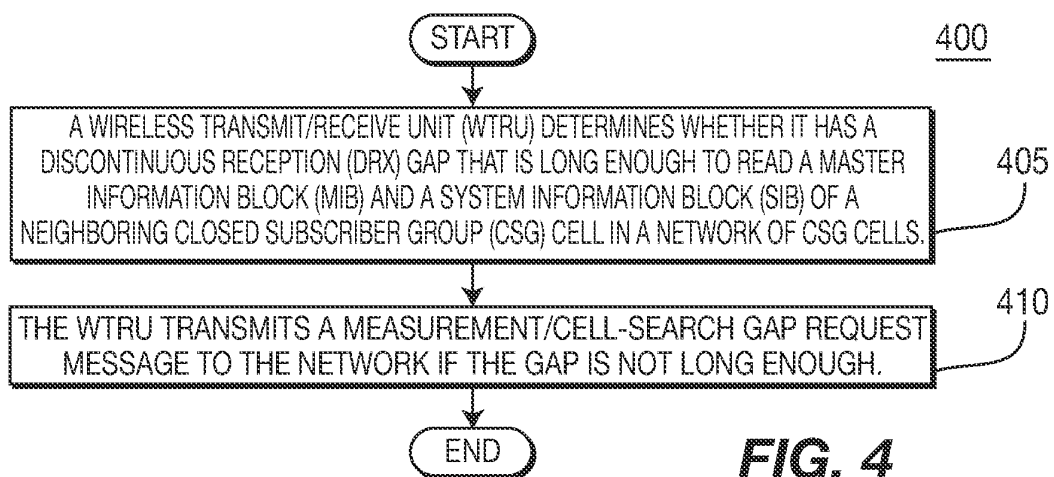 START
400
A WIRELESS TRANSMIT/RECEIVE UNIT (WTRU) DETERMINES WHETHER IT HAS A
DISCONTINUOUS RECEPTION (DRX) GAP THAT IS LONG ENOUGH TO READ A MASTER
INFORMATION BLOCK (MIB) AND A SYSTEM INFORMATION BLOCK (SIB) OF A
NEIGHBORING CLOSED SUBSCRIBER GROUP (CSG) CELL IN A NETWORK OF CSG CELLS.
405
THE WTRU TRANSMITS A MEASUREMENT/CELL-SEARCH GAP REQUEST
MESSAGE TO THE NETWORK IF THE GAP IS NOT LONG ENOUGH.
410
END
FIG. 4